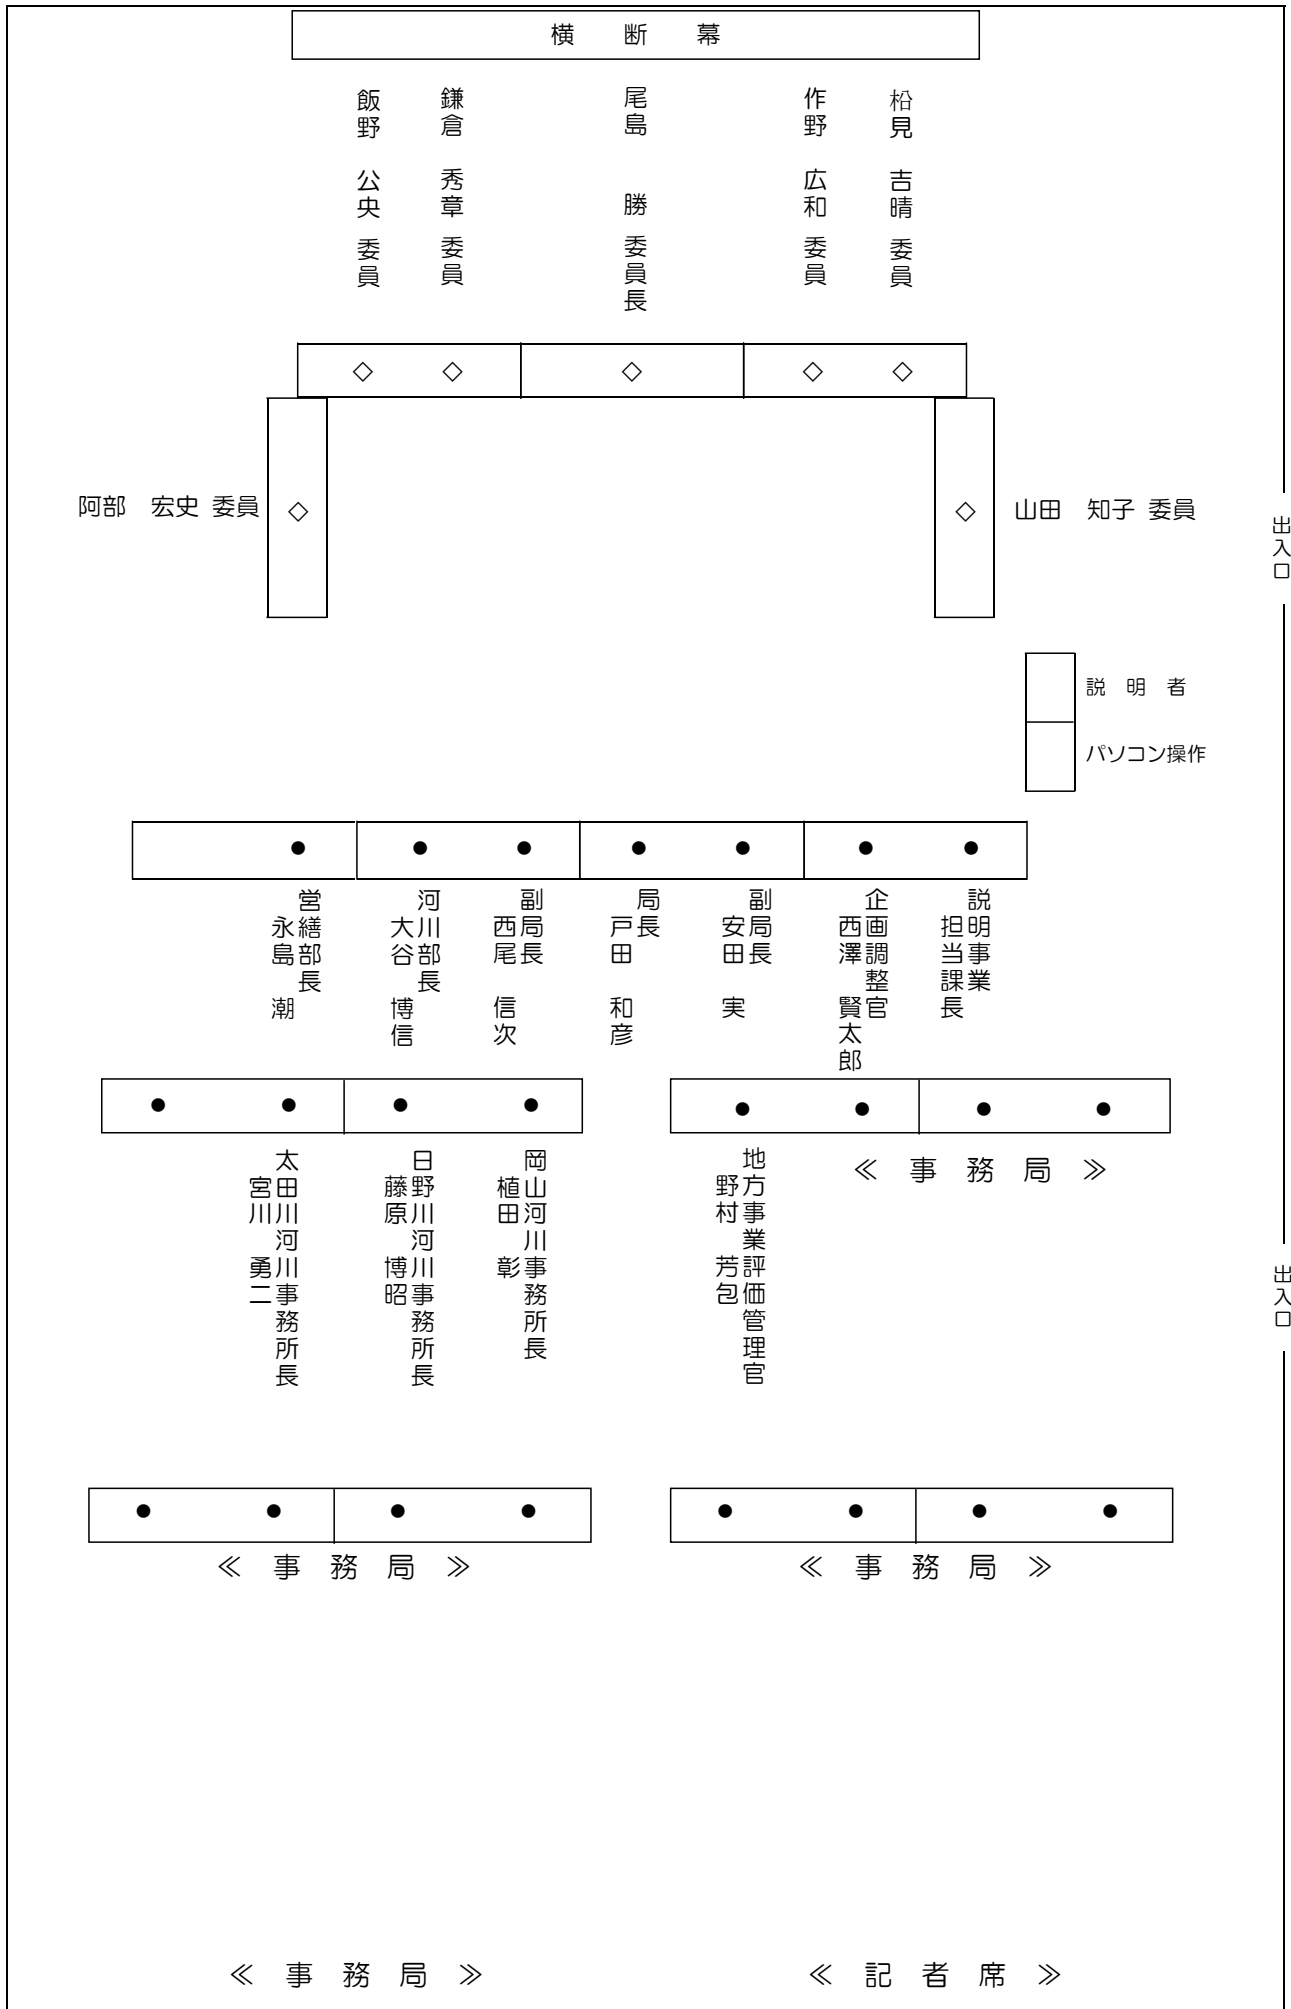 横 断 幕
飯野 公央 委員
鎌倉 秀章 委員
尾島 勝 委員長
作野 広和 委員
枩見 吉晴 委員
阿部 宏史 委員
山田 知子 委員
出入口
説 明 者
パソコン操作
営繕部長
永島 潮
河川部長
大谷 博信
副局長
西尾 信次
局長
戸田 和彦
副局長
安田 実
企画調整官
西澤 賢太郎
説明事業
担当課長
太田川河川事務所長
宮川 勇二
日野川河川事務所長
藤原 博昭
岡山河川事務所長
植田 彰
地方事業評価管理官
野村 芳包
≪ 事 務 局 ≫
出入口
≪ 事 務 局 ≫
≪ 事 務 局 ≫
≪ 事 務 局 ≫
≪ 記 者 席 ≫